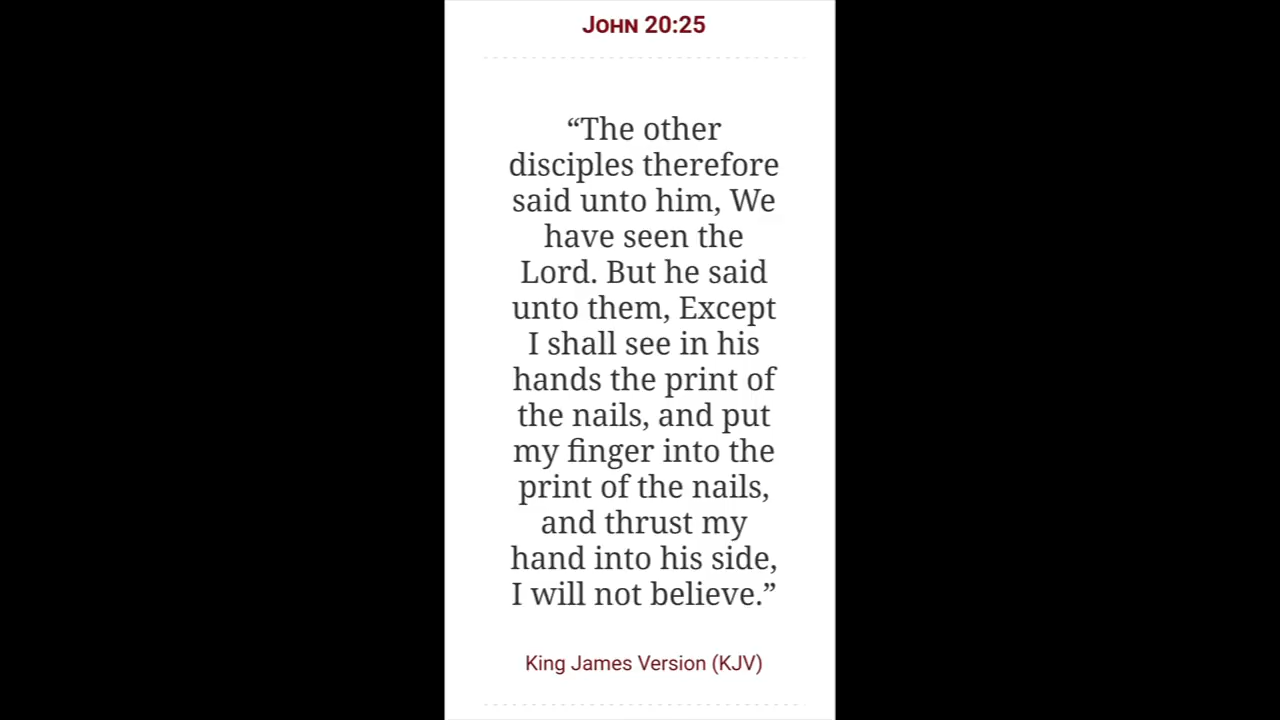 John 20:25
“The other
disciples therefore
said unto him, We
have seen the
Lord. But he said
unto them, Except
I shall see in his
hands the print of
the nails, and put
my finger into the
print of the nails,
and thrust my
hand into his side,
I will not believe.”
King James Version (KJV)